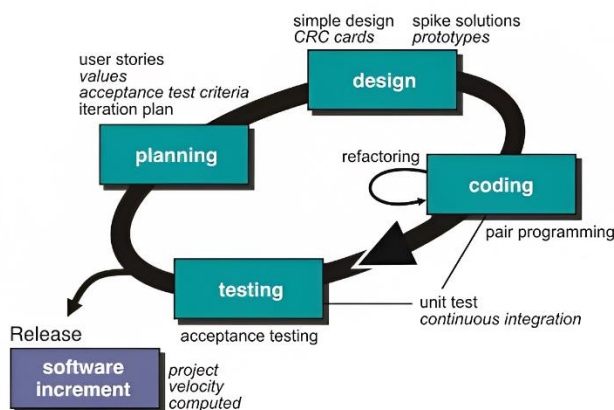 simple design
CRC cards
spike solutions
prototypes
user stories
values
acceptance test criteria
iteration plan
design
planning
refactoring
coding
pair programming
testing
unit test
continuous integration
acceptance testing
Release
software
increment
project
velocity
computed